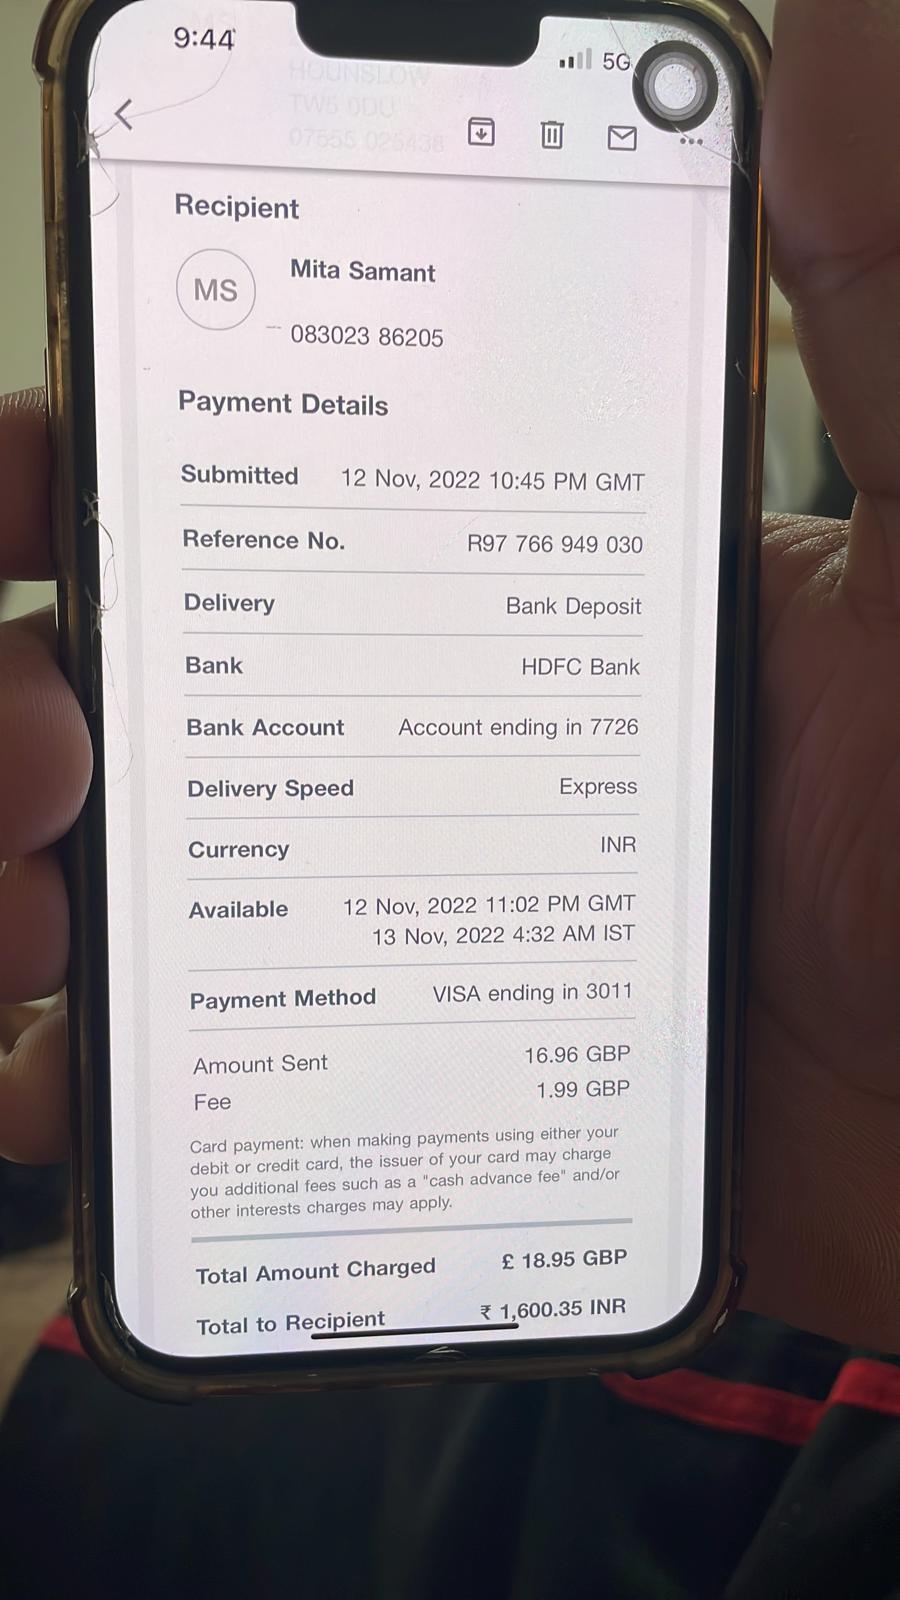 9:44
5G
HOUNSLOW
TW5 0DU
07555 025438
Recipient
MS
Mita Samant
083023 86205
Payment Details
Submitted 12 Nov, 2022 10:45 PM GMT
Reference No. R97 766 949 030
Delivery Bank Deposit
Bank HDFC Bank
Bank Account Account ending in 7726
Delivery Speed Express
Currency INR
Available 12 Nov, 2022 11:02 PM GMT
13 Nov, 2022 4:32 AM IST
Payment Method VISA ending in 3011
Amount Sent 16.96 GBP
Fee 1.99 GBP
Card payment: when making payments using either your
debit or credit card, the issuer of your card may charge
you additional fees such as a "cash advance fee" and/or
other interests charges may apply.
Total Amount Charged £ 18.95 GBP
Total to Recipient ₹ 1,600.35 INR